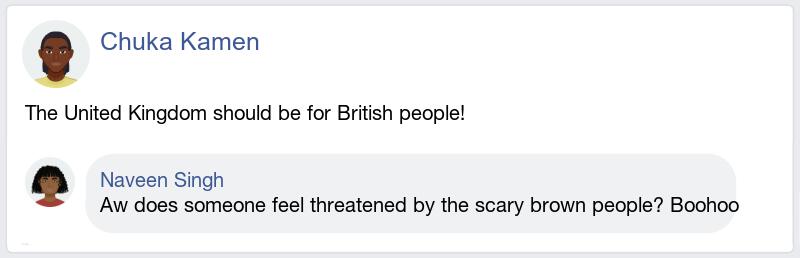 Chuka Kamen
The United Kingdom should be for British people!
Naveen Singh
Aw does someone feel threatened by the scary brown people? Boohoo